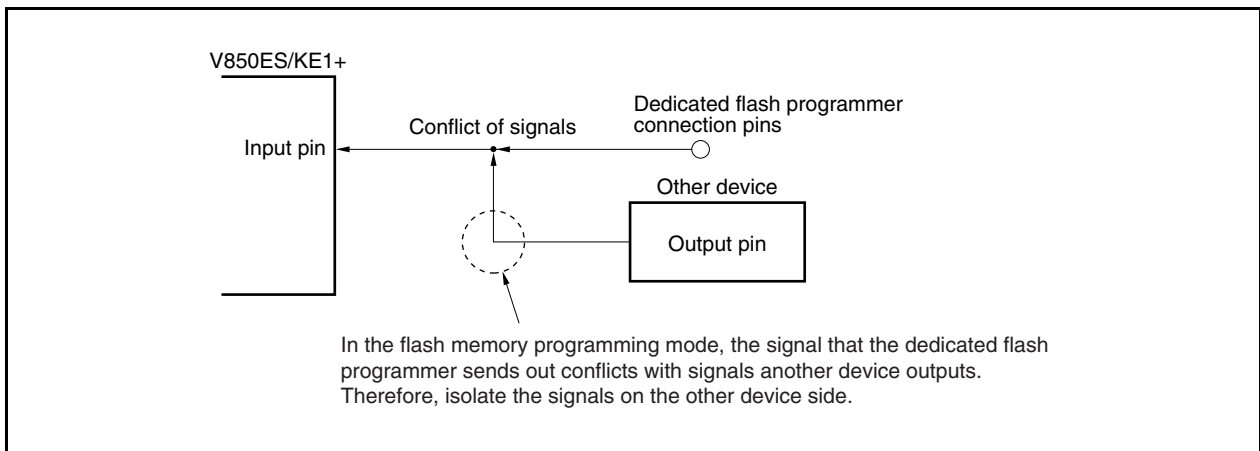 V850ES/KE1+
Dedicated flash programmer
connection pins
Conflict of signals
Input pin
Other device
Output pin
In the flash memory programming mode, the signal that the dedicated flash
programmer sends out conflicts with signals another device outputs.
Therefore, isolate the signals on the other device side.